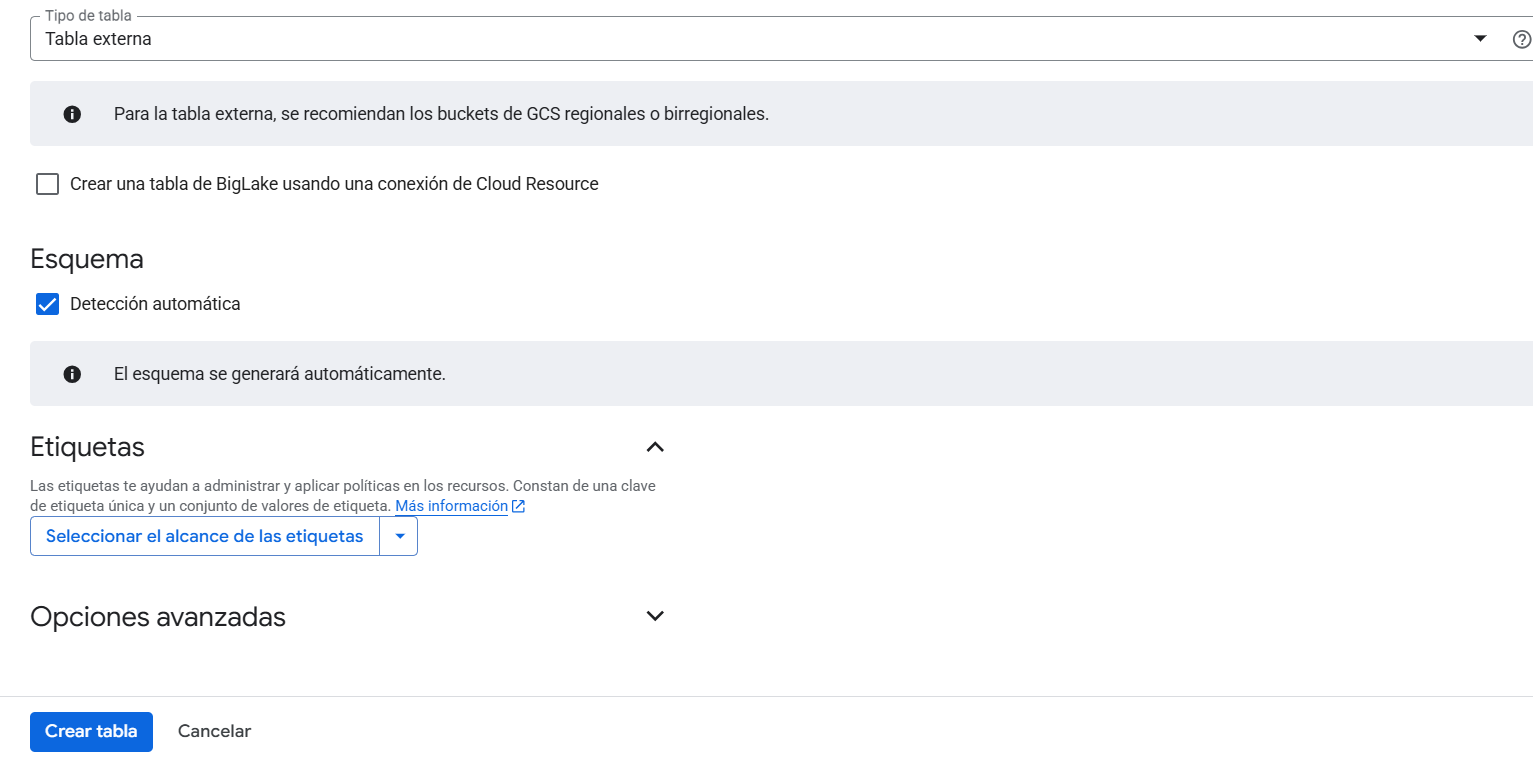 Tipo de tabla
Tabla externa
Para la tabla externa, se recomiendan los buckets de GCS regionales o birregionales.
Crear una tabla de BigLake usando una conexión de Cloud Resource
Esquema
Detección automática
El esquema se generará automáticamente.
Etiquetas
Las etiquetas te ayudan a administrar y aplicar políticas en los recursos. Constan de una clave
de etiqueta única y un conjunto de valores de etiqueta. Más información
Seleccionar el alcance de las etiquetas
Opciones avanzadas
Crear tabla Cancelar